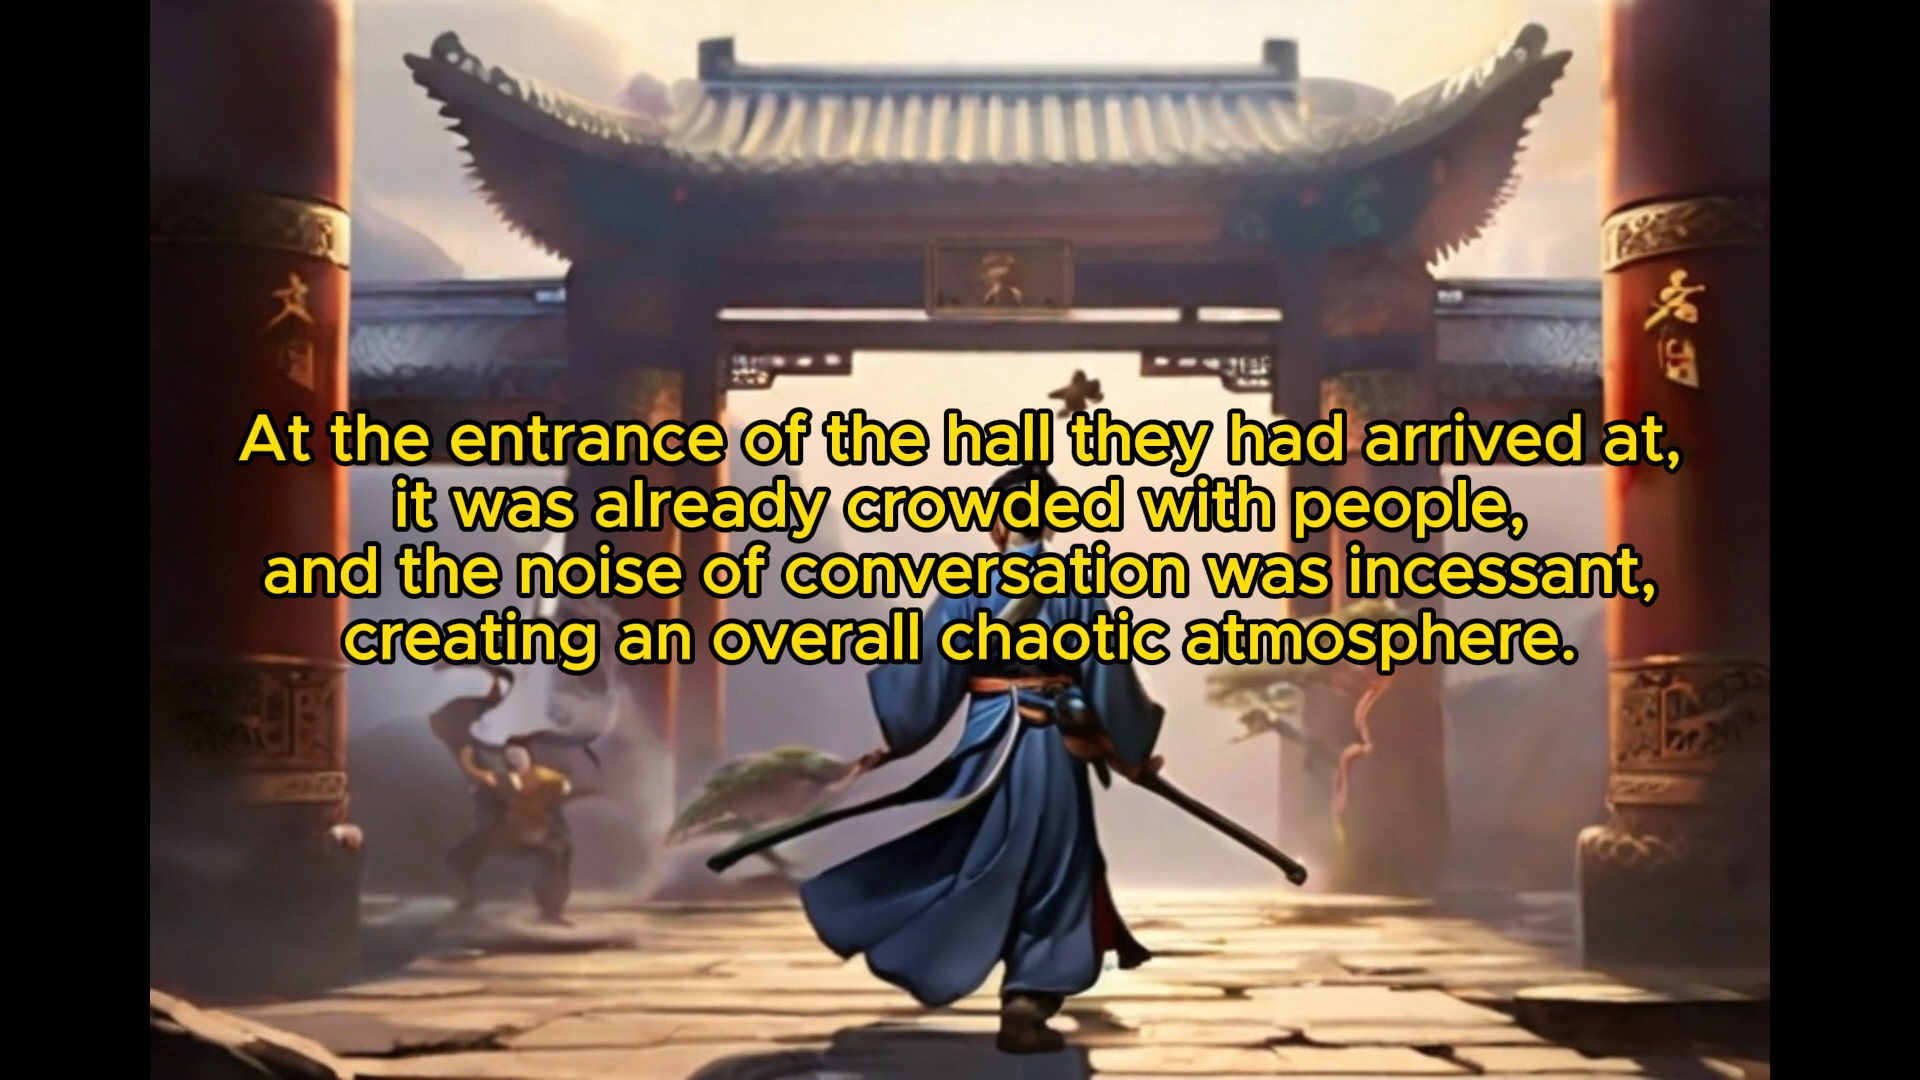 At the entrance of the hall they had arrived at,
it was already crowded with people,
and the noise of conversation was incessant,
creating an overall chaotic atmosphere.